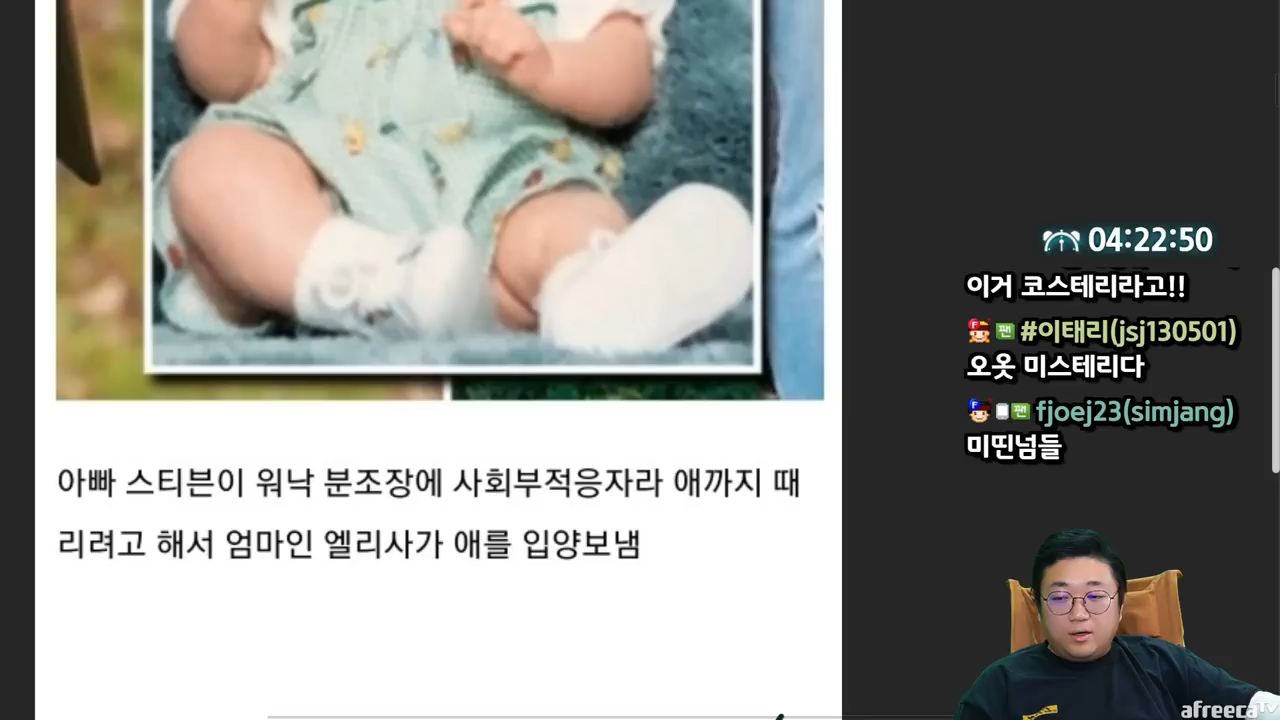 04:22:50
이거 코스테리라고!!
#이태리(jsj130501)
오옷 미스테리다
fjoej23(simjang)
미띤넘들
아빠 스티븐이 워낙 분조장에 사회부적응자라 애까지 때
리려고 해서 엄마인 엘리사가 애를 입양보냄
afreecaTV